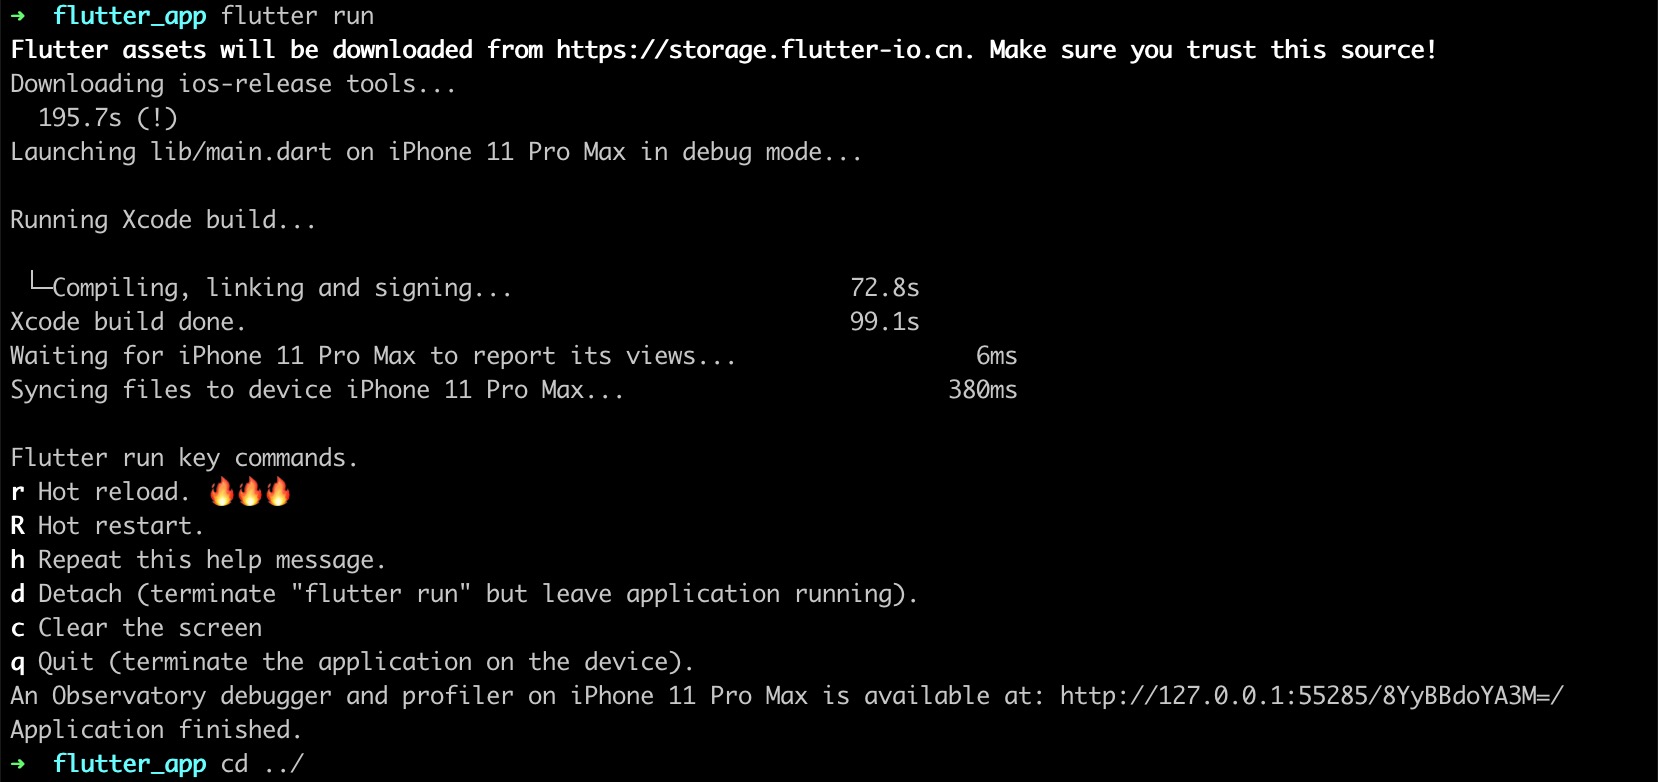 ➜  flutter_app flutter run
Flutter assets will be downloaded from https://storage.flutter-io.cn. Make sure you trust this source!
Downloading ios-release tools...
  195.7s (!)
Launching lib/main.dart on iPhone 11 Pro Max in debug mode...
Running Xcode build...
 └─Compiling, linking and signing...                        72.8s
Xcode build done.                                           99.1s
Waiting for iPhone 11 Pro Max to report its views...                 6ms
Syncing files to device iPhone 11 Pro Max...                       380ms
Flutter run key commands.
r Hot reload. 🔥🔥🔥
R Hot restart.
h Repeat this help message.
d Detach (terminate "flutter run" but leave application running).
c Clear the screen
q Quit (terminate the application on the device).
An Observatory debugger and profiler on iPhone 11 Pro Max is available at: http://127.0.0.1:55285/8YyBBdoYA3M=/
Application finished.
➜  flutter_app cd ../